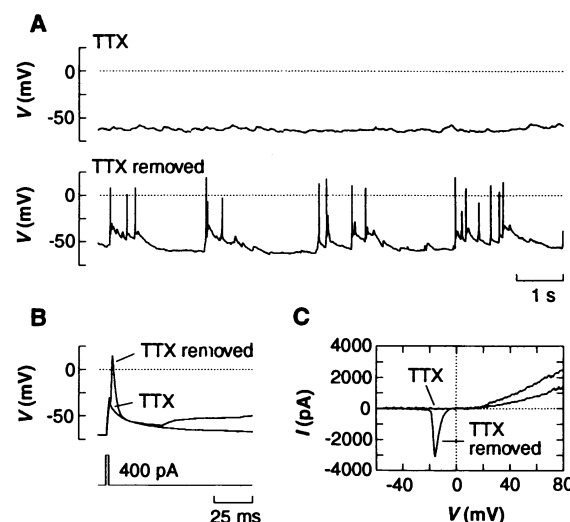 A
TTX
0
-50
V (mV)
TTX removed
0
-50
V (mV)
1 s
B
TTX removed
0
TTX
-50
V (mV)
400 pA
25 ms
C
4000
2000
0
-2000
-4000
I (pA)
TTX
TTX
removed
-40 0 40 80
V (mV)